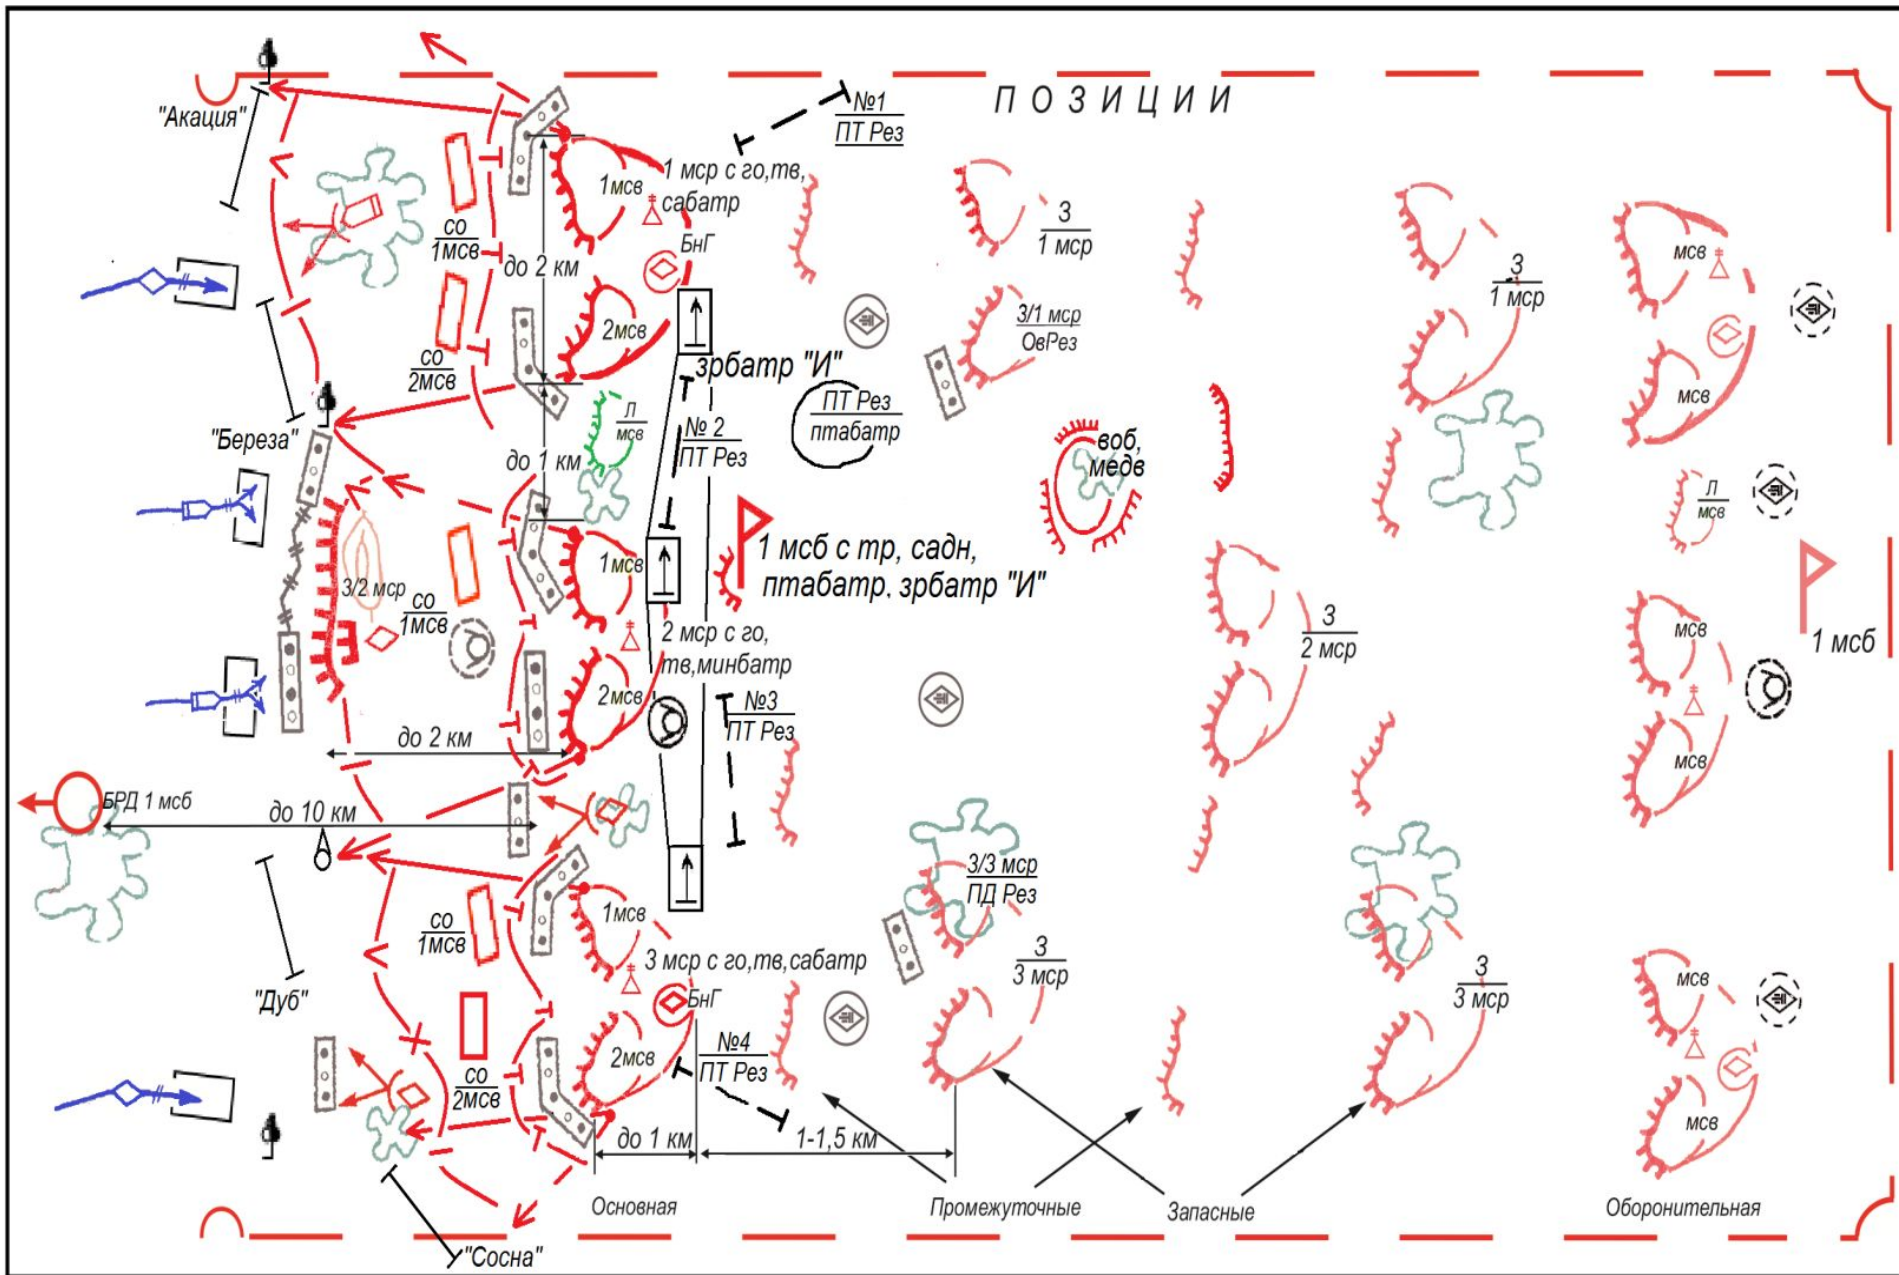 ПОЗИЦИИ
"Акация"
№1
ПТ Рез
1 мср с го,тв,
сабатр
1мсв
БнГ
со
1мсв
до 2 км
2мсв
со
2мсв
зрбатр "И"
З
1 мср
3/1 мср
ОвРез
З
1 мср
мсв
мсв
"Береза"
Л
мсв
до 1 км
№ 2
ПТ Рез
ПТ Рез
птабатр
воб,
медв
Л
мсв
1 мсб с тр, садн,
птабатр, зрбатр "И"
1мсв
3/2 мср
со
1мсв
2 мср с го,
тв,минбатр
2мсв
№3
ПТ Рез
З
2 мср
мсв
мсв
1 мсб
до 2 км
БРД 1 мсб
до 10 км
3/3 мср
ПД Рез
1мсв
со
1мсв
3 мср с го,тв,сабатр
БнГ
З
3 мср
З
3 мср
мсв
"Дуб"
2мсв
со
2мсв
№4
ПТ Рез
мсв
до 1 км
1-1,5 км
Основная
Промежуточные
Запасные
Оборонительная
"Сосна"